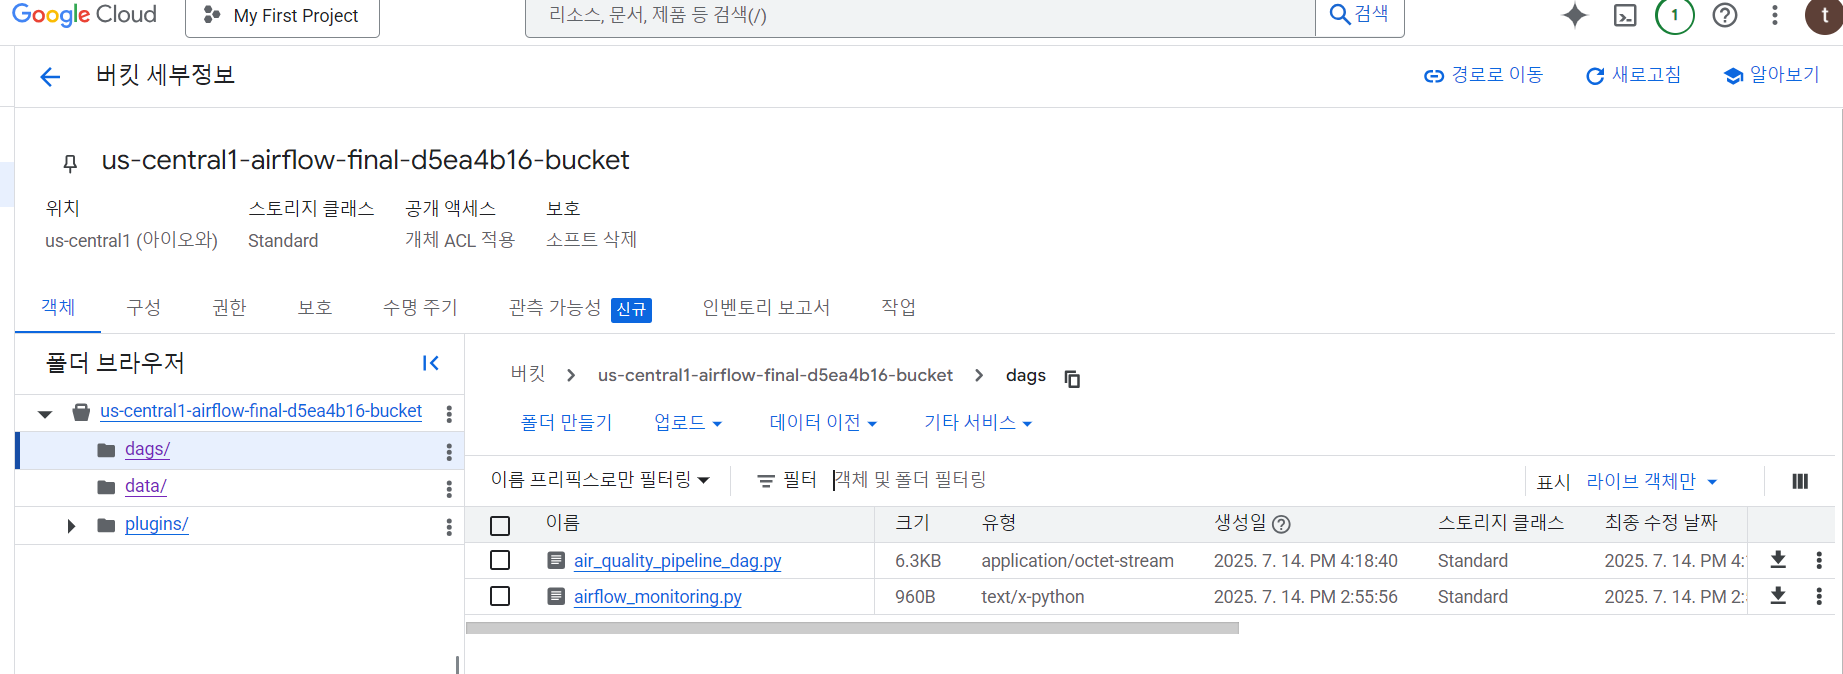 Google Cloud
My First Project
리소스, 문서, 제품 등 검색(/)
검색
1
t
버킷 세부정보
경로로 이동
새로고침
알아보기
us-central1-airflow-final-d5ea4b16-bucket
위치 스토리지 클래스 공개 액세스 보호
us-central1 (아이오와) Standard 개체 ACL 적용 소프트 삭제
객체 구성 권한 보호 수명 주기 관측 가능성 신규 인벤토리 보고서 작업
폴더 브라우저
us-central1-airflow-final-d5ea4b16-bucket
dags/
data/
plugins/
버킷 us-central1-airflow-final-d5ea4b16-bucket dags
폴더 만들기 업로드 데이터 이전 기타 서비스
이름 프리픽스로만 필터링 필터 객체 및 폴더 필터링 표시 라이브 객체만
이름 크기 유형 생성일 스토리지 클래스 최종 수정 날짜
air_quality_pipeline_dag.py 6.3KB application/octet-stream 2025. 7. 14. PM 4:18:40 Standard 2025. 7. 14. PM 4:
airflow_monitoring.py 960B text/x-python 2025. 7. 14. PM 2:55:56 Standard 2025. 7. 14. PM 2: